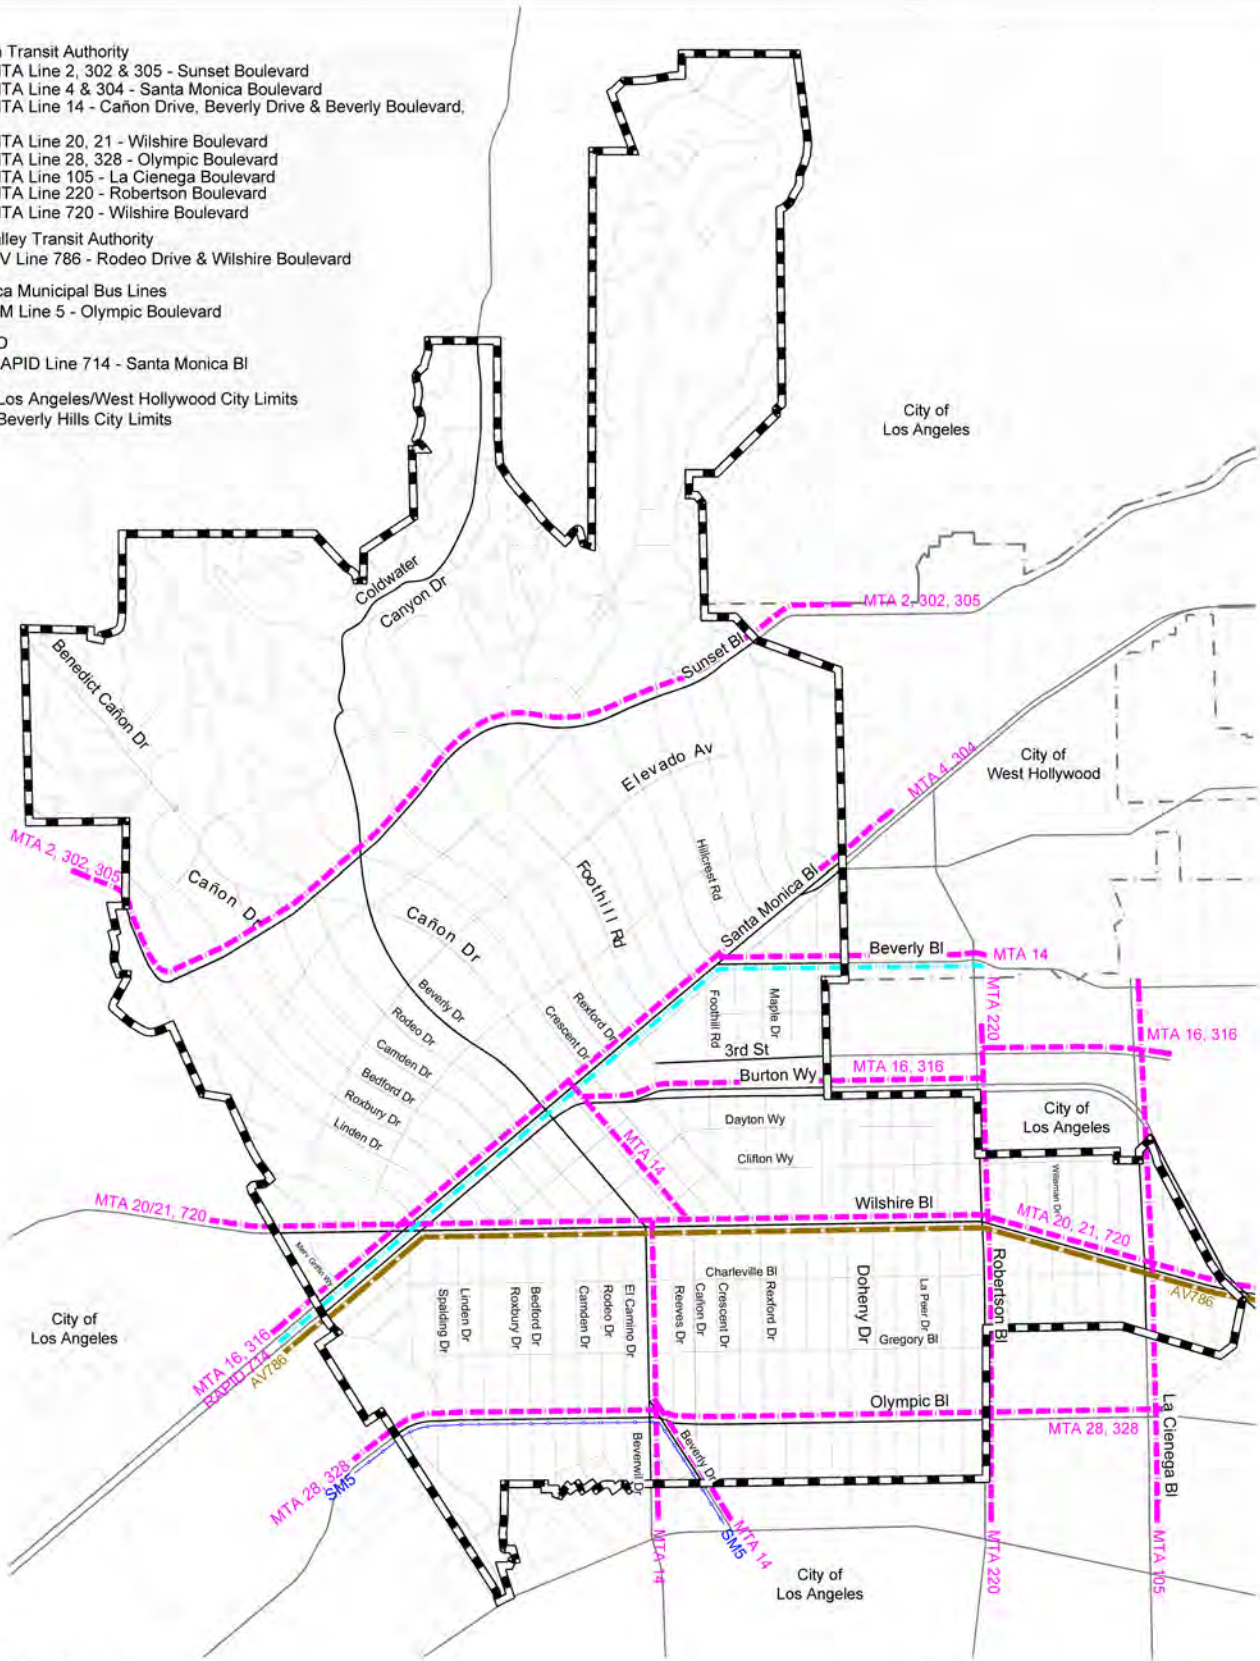 Transit Authority
TA Line 2, 302 & 305 - Sunset Boulevard
TA Line 4 & 304 - Santa Monica Boulevard
TA Line 14 - Cañon Drive, Beverly Drive & Beverly Boulevard,
TA Line 20, 21 - Wilshire Boulevard
TA Line 28, 328 - Olympic Boulevard
TA Line 105 - La Cienega Boulevard
TA Line 220 - Robertson Boulevard
TA Line 720 - Wilshire Boulevard
lley Transit Authority
V Line 786 - Rodeo Drive & Wilshire Boulevard
ca Municipal Bus Lines
M Line 5 - Olympic Boulevard
APID Line 714 - Santa Monica Bl
Los Angeles/West Hollywood City Limits
Beverly Hills City Limits
City of
Los Angeles
Coldwater
Canyon Dr
MTA 2, 302, 305
Benedict Cañon Dr
Sunset Bl
Elevado Av
City of
West Hollywood
MTA 4, 304
MTA 2, 302, 305
Cañon Dr
Cañon Dr
Foothill Rd
Hillcrest Rd
Santa Monica Bl
Beverly Bl
MTA 14
Beverly Dr
Rodeo Dr
Camden Dr
Bedford Dr
Roxbury Dr
Linden Dr
Rexford Dr
Crescent Dr
Foothill Rd
Maple Dr
MTA 220
MTA 16, 316
3rd St
Burton Wy
MTA 16, 316
City of
Los Angeles
Dayton Wy
Clifton Wy
MTA 14
Willaman Dr
MTA 20/21, 720
Wilshire Bl
MTA 20, 21, 720
Merv Griffin Wy
AV786
City of
Los Angeles
Spalding Dr
Linden Dr
Roxbury Dr
Bedford Dr
Camden Dr
Rodeo Dr
El Camino Dr
Reeves Dr
Carlon Dr
Crescent Dr
Charleville Bl
Rexford Dr
Doheny Dr
La Peer Dr
Gregory Bl
Robertson Bl
MTA 16, 316
RAPID 714
AV786
Olympic Bl
MTA 28, 328
La Cienega Bl
MTA 28, 328
SM5
Beverwil Dr
Beverly Dr
MTA 14
MTA 14
SM5
MTA 220
MTA 105
City of
Los Angeles